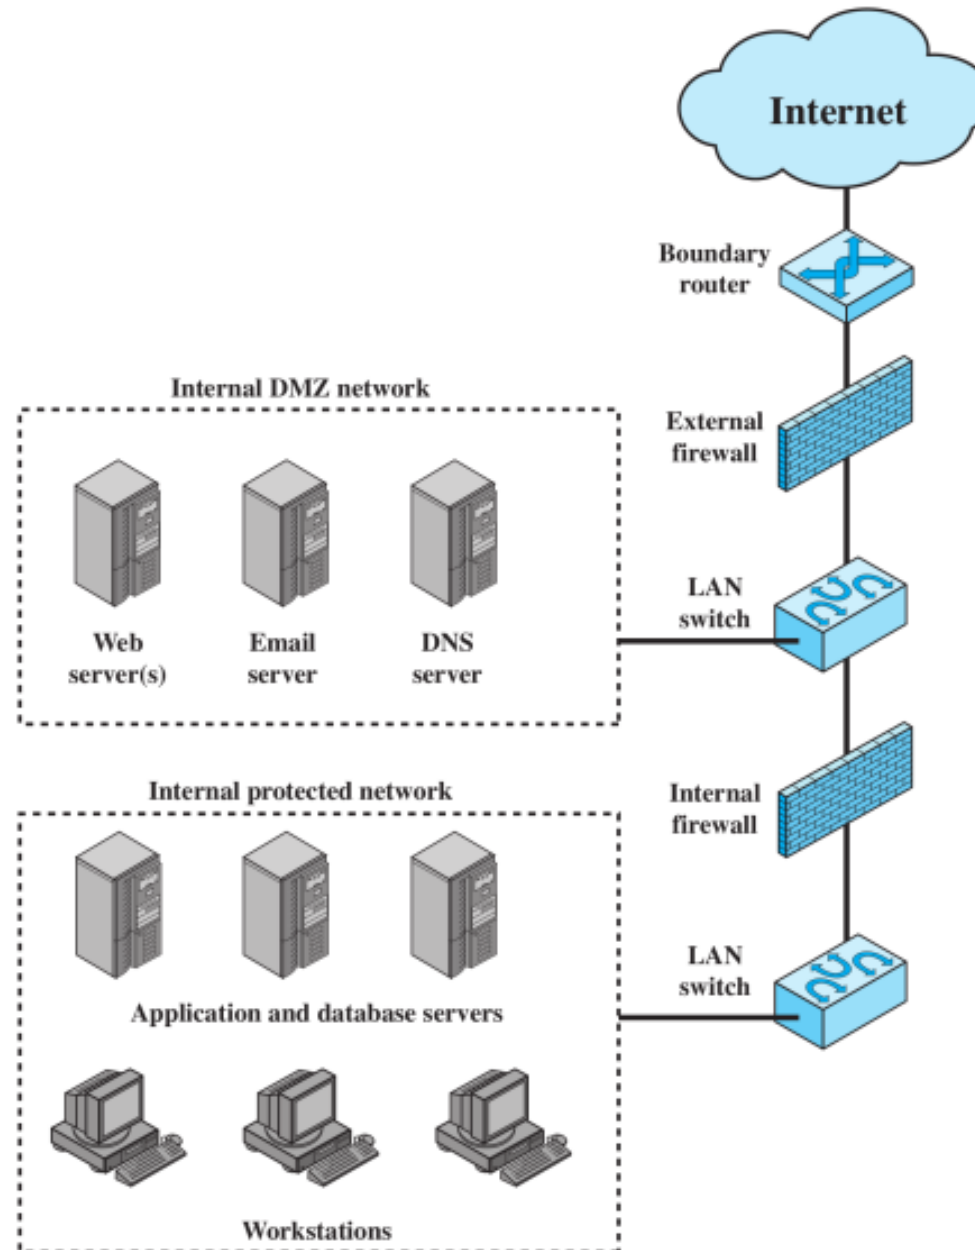 Internet
Boundary
router
Internal DMZ network
External
firewall
LAN
switch
Web
server(s)
Email
server
DNS
server
Internal protected network
Internal
firewall
LAN
switch
Application and database servers
Workstations